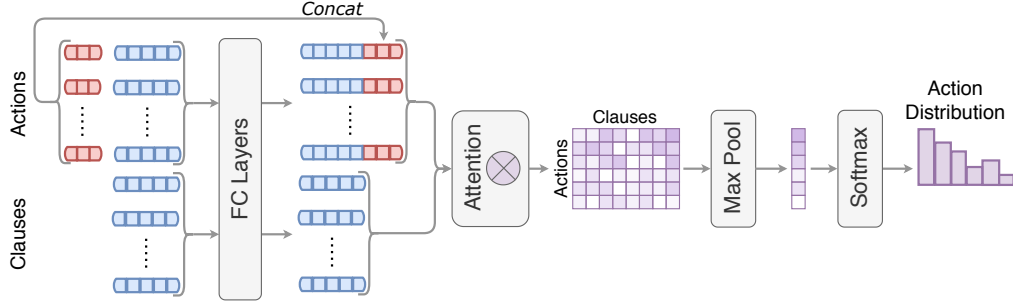 Concat
Actions
Clauses
FC Layers
Attention
Clauses
Actions
Max Pool
Softmax
Action
Distribution